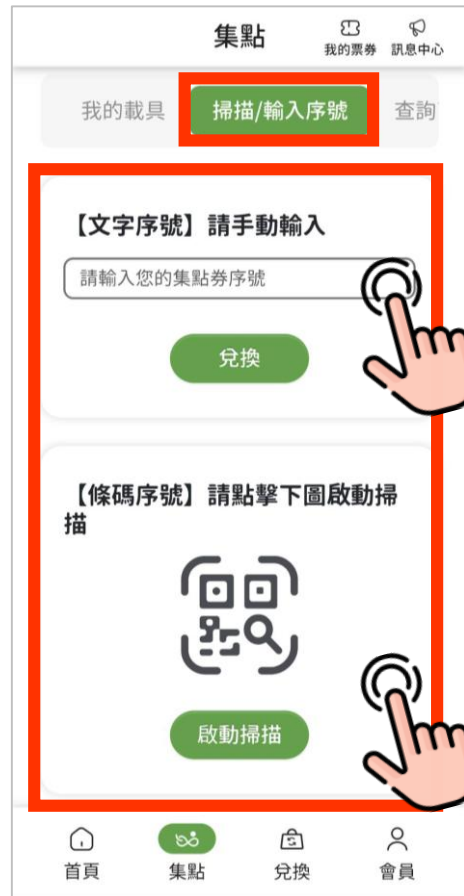 集點
我的票券 訊息中心
我的載具 掃描/輸入序號 查詢
【文字序號】請手動輸入
請輸入您的集點券序號
兌換
【條碼序號】請點擊下圖啟動掃
描
啟動掃描
首頁 集點 兌換 會員